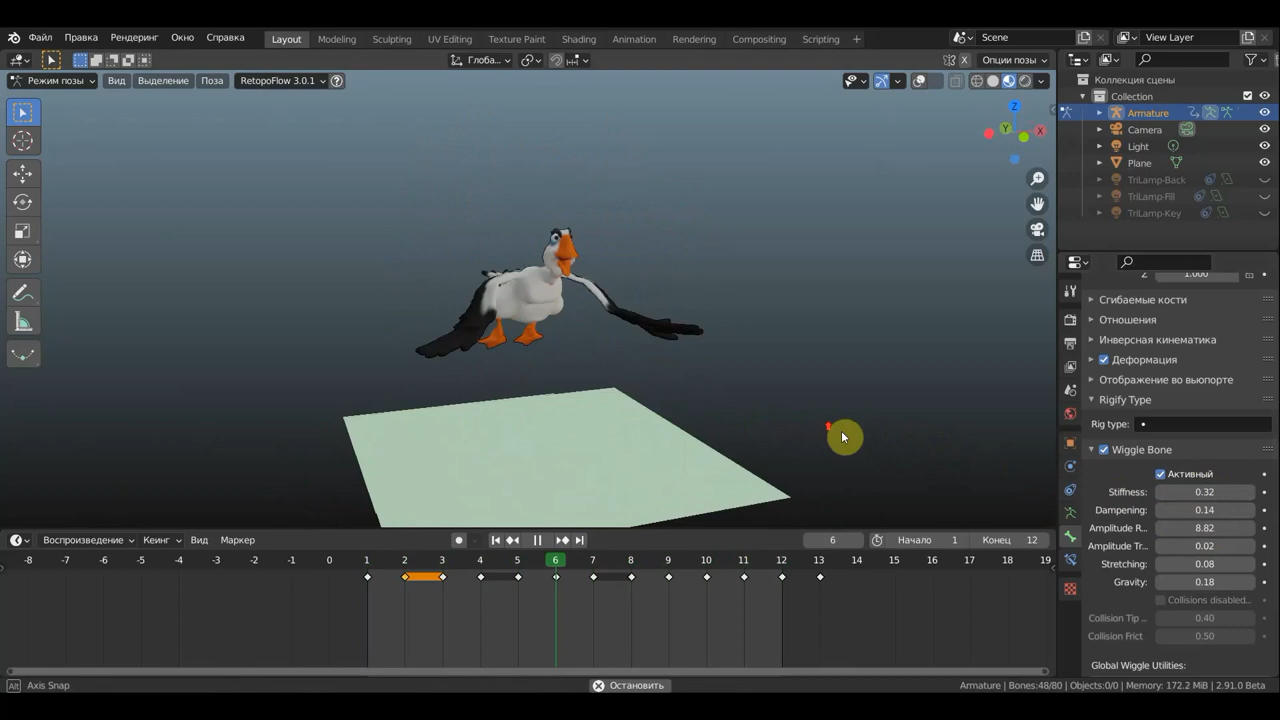 Файл Правка Рендеринг Окно Справка Layout Modeling Sculpting UV Editing Texture Paint Shading Animation Rendering Compositing Scripting + Scene View Layer
Глоба... X Опции позы
Режим позы Вид Выделение Поза RetopoFlow 3.0.1 ?
Коллекция сцены
Collection
Armature
Camera
Light
Plane
TriLamp-Back
TriLamp-Fill
TriLamp-Key
Z
Y
X
Z 1.000
Сгибаемые кости
Отношения
Инверсная кинематика
Деформация
Отображение во вьюпорте
Rigify Type
Rig type:
Wiggle Bone
Активный
Stiffness: 0.32
Dampening: 0.14
Amplitude R... 8.82
Amplitude Tr... 0.02
Stretching: 0.08
Gravity: 0.18
Collisions disabled...
Collision Tip ... 0.40
Collision Frict 0.50
Global Wiggle Utilities:
Воспроизведение Кеинг Вид Маркер 6 Начало 1 Конец 12
-8 -7 -6 -5 -4 -3 -2 -1 0 1 2 3 4 5 6 7 8 9 10 11 12 13 14 15 16 17 18 19
Alt Axis Snap Остановить Armature | Bones:48/80 | Objects:0/0 | Memory: 172.2 MiB | 2.91.0 Beta